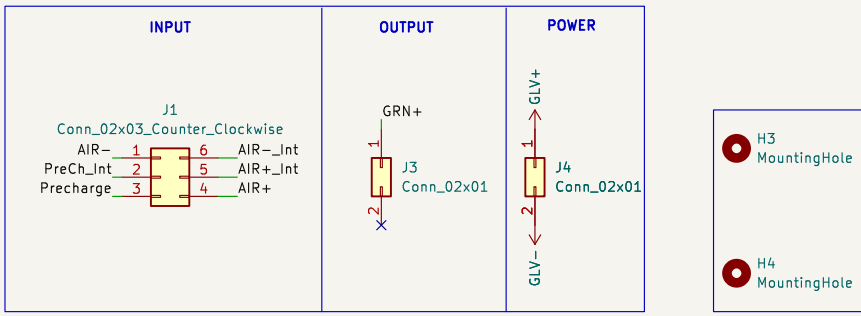 INPUT
OUTPUT
POWER
J1
Conn_02x03_Counter_Clockwise
AIR- 1 6 AIR-_Int
PreCh_Int 2 5 AIR+_Int
Precharge 3 4 AIR+
GRN+
1
J3
Conn_02x01
2
GLV+
1
J4
Conn_02x01
2
GLV-
H3
MountingHole
H4
MountingHole